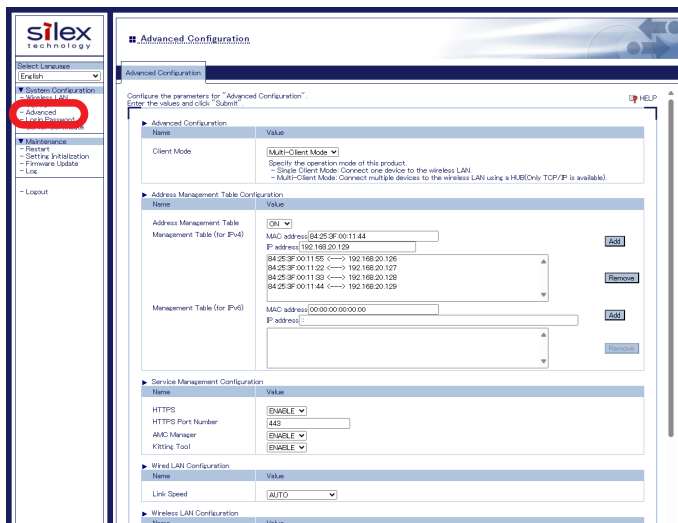 silex
technology
Select Language
English
▼ System Configuration
- Wireless LAN
- Advanced
- Login Password
▼ Maintenance
- Restart
- Setting Initialization
- Firmware Update
- Log
- Logout
Advanced Configuration
Advanced Configuration
Configure the parameters for "Advanced Configuration".
Enter the values and click "Submit".
HELP
▶ Advanced Configuration
Name Value
Client Mode Multi-Client Mode
Specify the operation mode of this product.
- Single Client Mode: Connect one device to the wireless LAN.
- Multi-Client Mode: Connect multiple devices to the wireless LAN using a HUB(Only TCP/IP is available).
▶ Address Management Table Configuration
Name Value
Address Management Table ON
Management Table (for IPv4) MAC address 84:25:3F:00:11:44
IP address 192.168.20.129
Add
84:25:3F:00:11:55 <---> 192.168.20.126
84:25:3F:00:11:22 <---> 192.168.20.127
84:25:3F:00:11:33 <---> 192.168.20.128
84:25:3F:00:11:44 <---> 192.168.20.129
Remove
Management Table (for IPv6) MAC address 00:00:00:00:00:00
IP address ::
Add
Remove
▶ Service Management Configuration
Name Value
HTTPS ENABLE
HTTPS Port Number 443
AMC Manager ENABLE
Kitting Tool ENABLE
▶ Wired LAN Configuration
Name Value
Link Speed AUTO
▶ Wireless LAN Configuration
Name Value